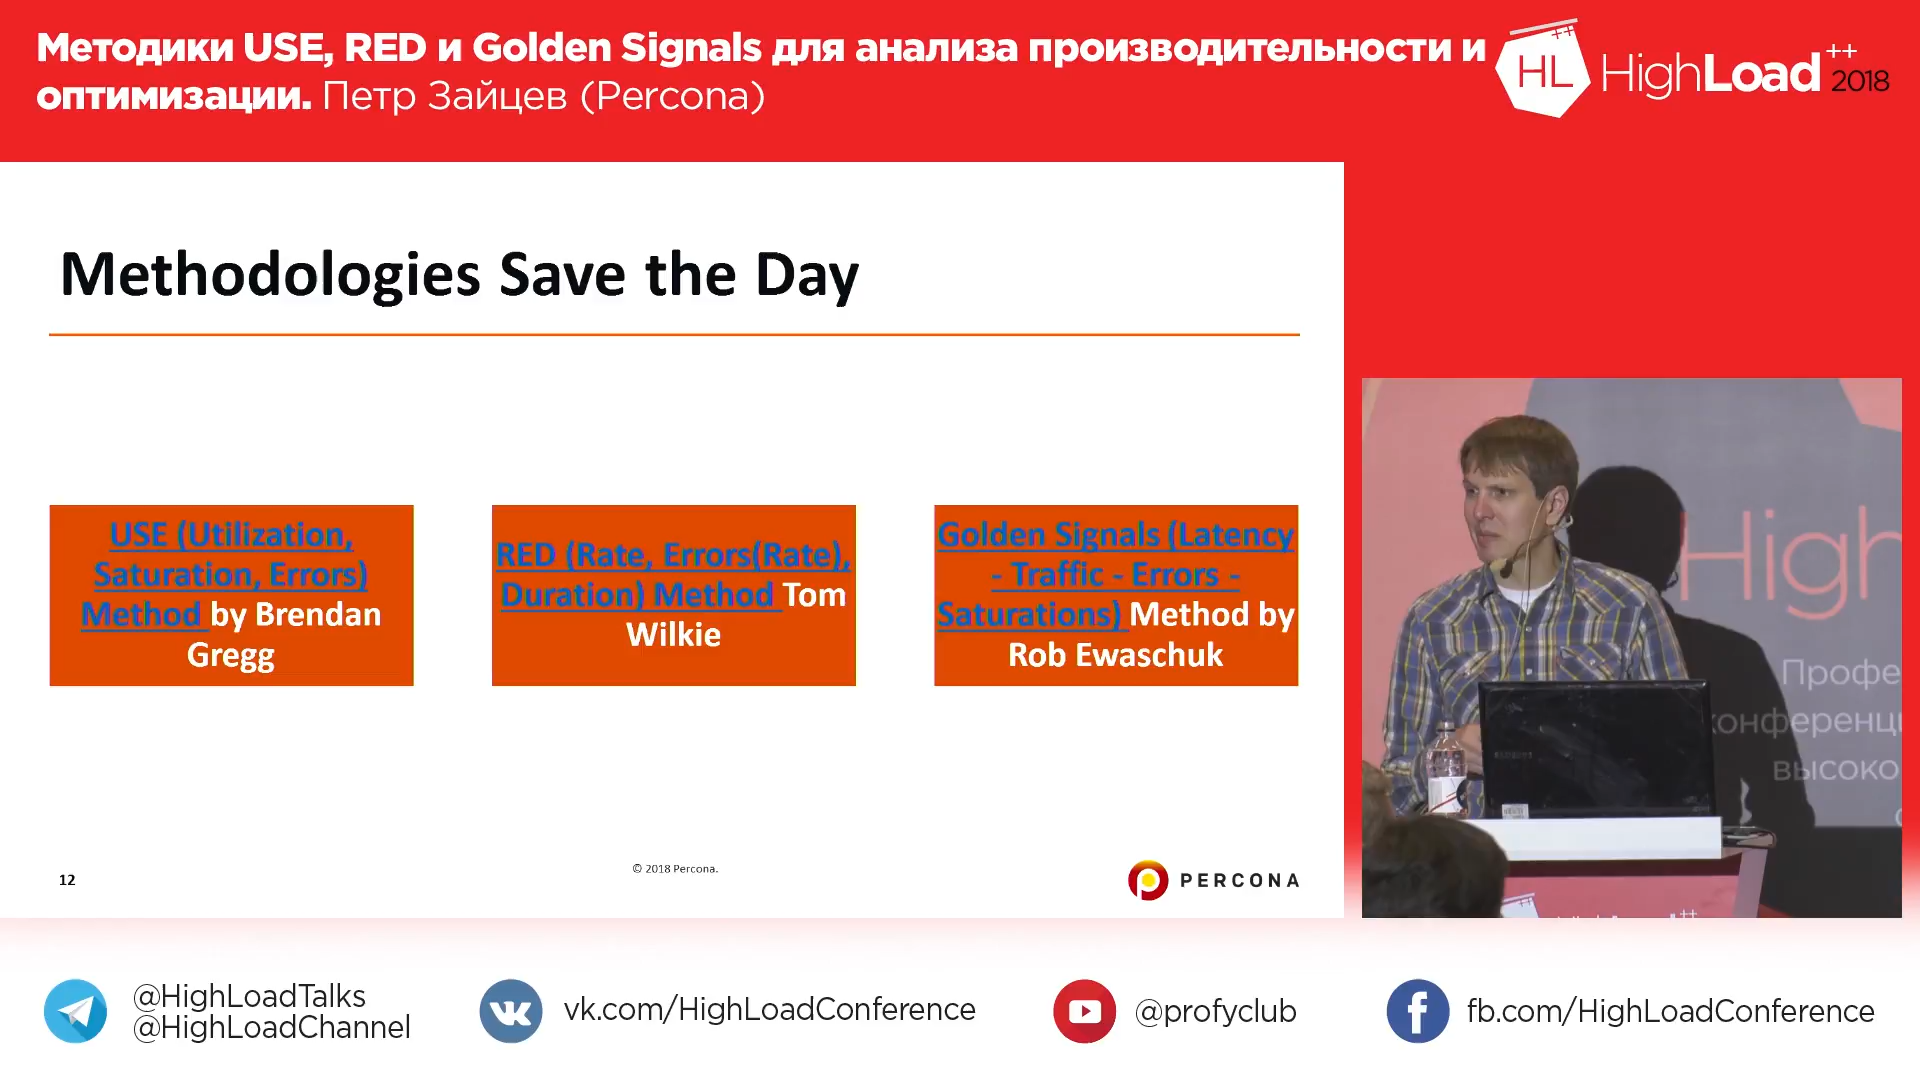 Методики USE, RED и Golden Signals для анализа производительности и
оптимизации. Петр Зайцев (Percona)
HL++
HighLoad++ 2018
Methodologies Save the Day
USE (Utilization,
Saturation, Errors)
Method by Brendan
Gregg
RED (Rate, Errors(Rate),
Duration) Method Tom
Wilkie
Golden Signals (Latency
- Traffic - Errors -
Saturations) Method by
Rob Ewaschuk
High
Профе
конференц
высоко
12
© 2018 Percona.
PERCONA
@HighLoadTalks
@HighLoadChannel
vk.com/HighLoadConference
@profyclub
fb.com/HighLoadConference